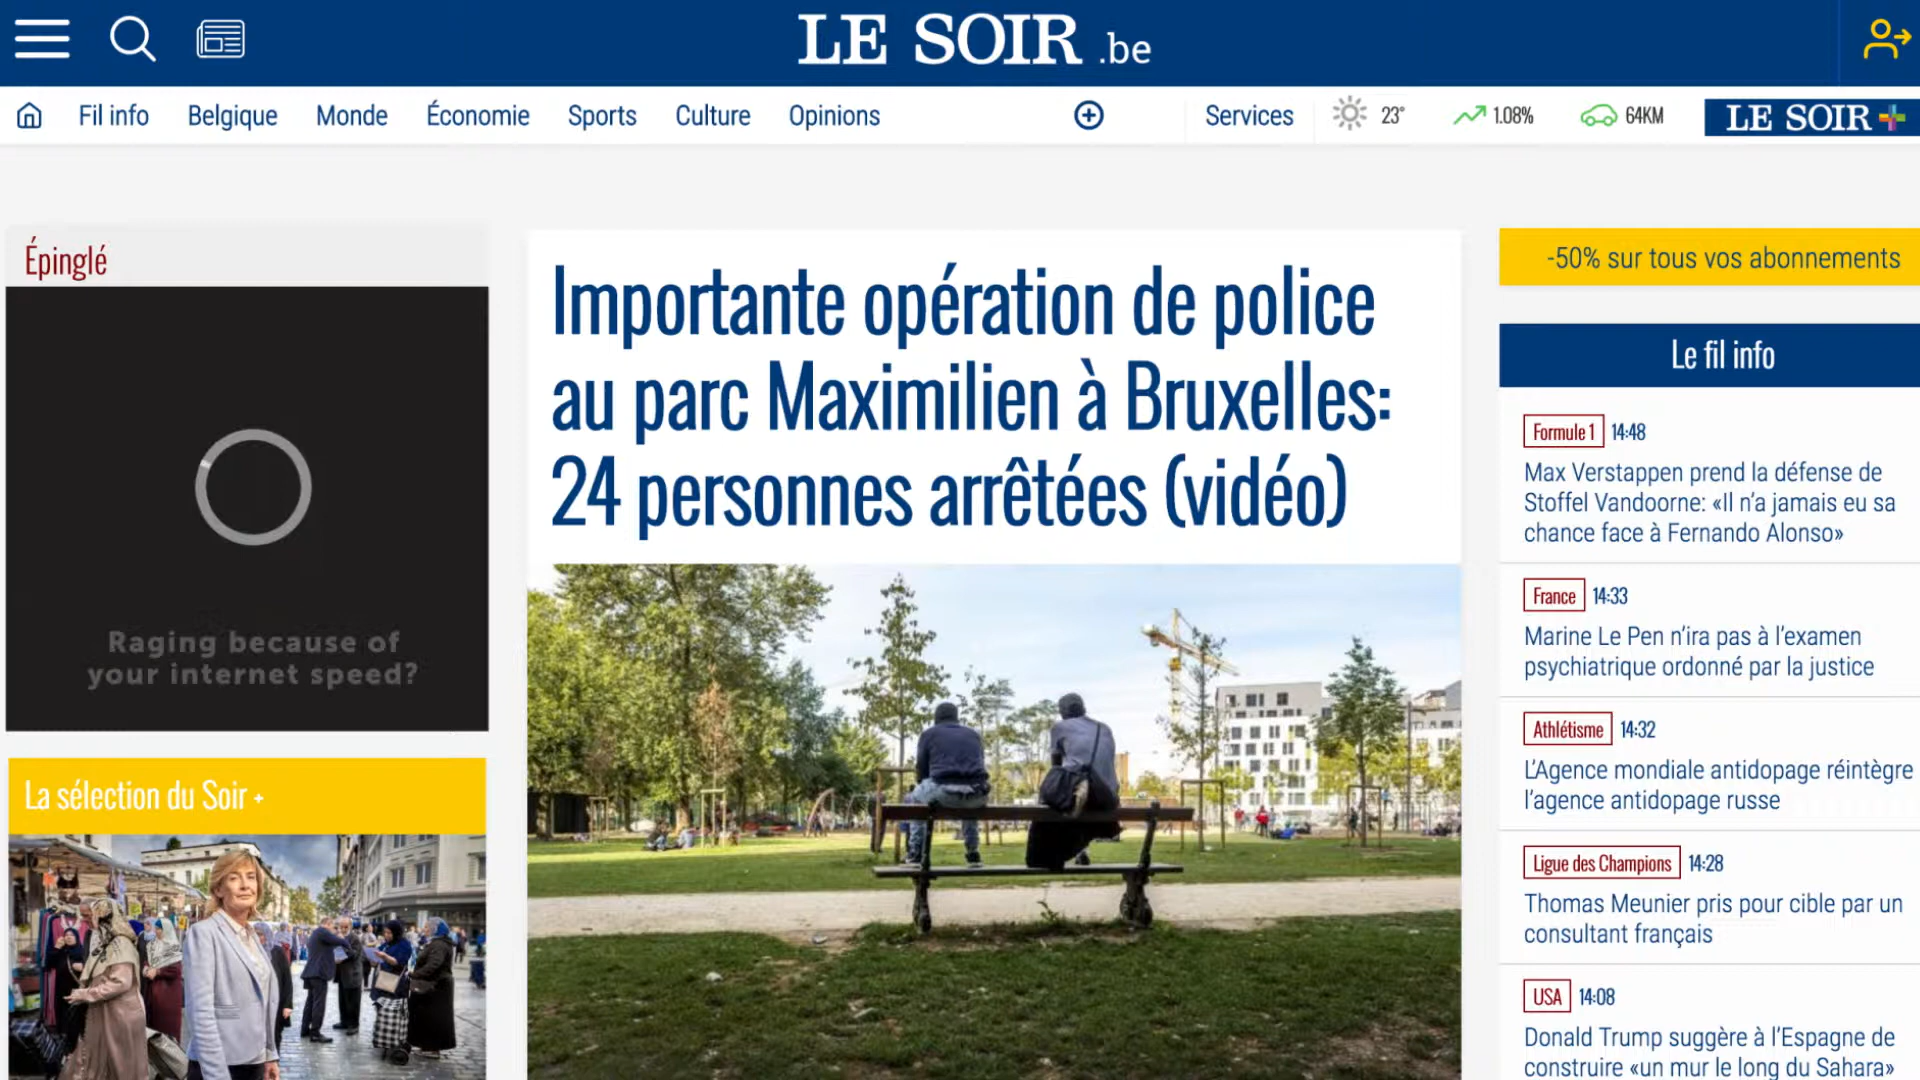 LE SOIR .be
Fil info
Belgique
Monde
Économie
Sports
Culture
Opinions
Services
23°
1.08%
64KM
LE SOIR +
Épinglé
Raging because of
your internet speed?
La sélection du Soir +
Importante opération de police
au parc Maximilien à Bruxelles:
24 personnes arrêtées (vidéo)
-50% sur tous vos abonnements
Le fil info
Formule 1 14:48
Max Verstappen prend la défense de
Stoffel Vandoorne: «Il n’a jamais eu sa
chance face à Fernando Alonso»
France 14:33
Marine Le Pen n’ira pas à l’examen
psychiatrique ordonné par la justice
Athlétisme 14:32
L’Agence mondiale antidopage réintègre
l’agence antidopage russe
Ligue des Champions 14:28
Thomas Meunier pris pour cible par un
consultant français
USA 14:08
Donald Trump suggère à l’Espagne de
construire «un mur le long du Sahara»